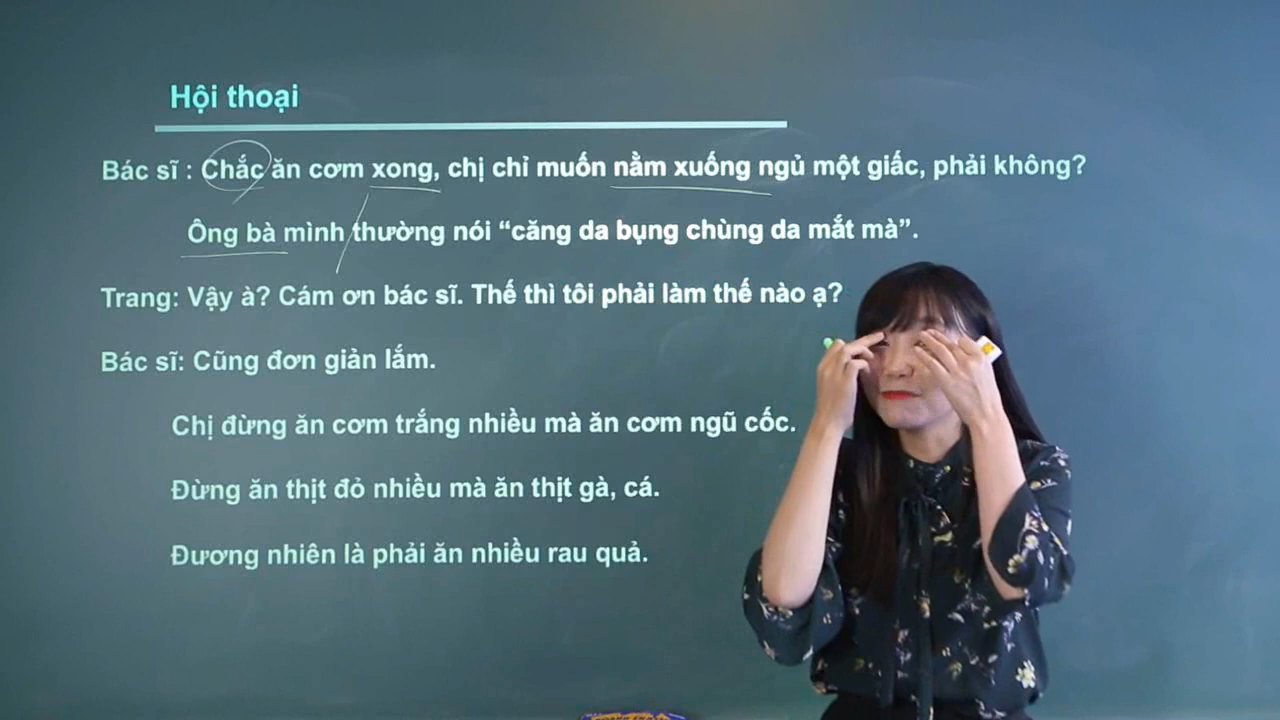 Hội thoại
Bác sĩ : Chắc ăn cơm xong, chị chỉ muốn nằm xuống ngủ một giấc, phải không?
Ông bà mình thường nói “căng da bụng chùng da mắt mà”.
Trang: Vậy à? Cám ơn bác sĩ. Thế thì tôi phải làm thế nào ạ?
Bác sĩ: Cũng đơn giản lắm.
Chị đừng ăn cơm trắng nhiều mà ăn cơm ngũ cốc.
Đừng ăn thịt đỏ nhiều mà ăn thịt gà, cá.
Đương nhiên là phải ăn nhiều rau quả.